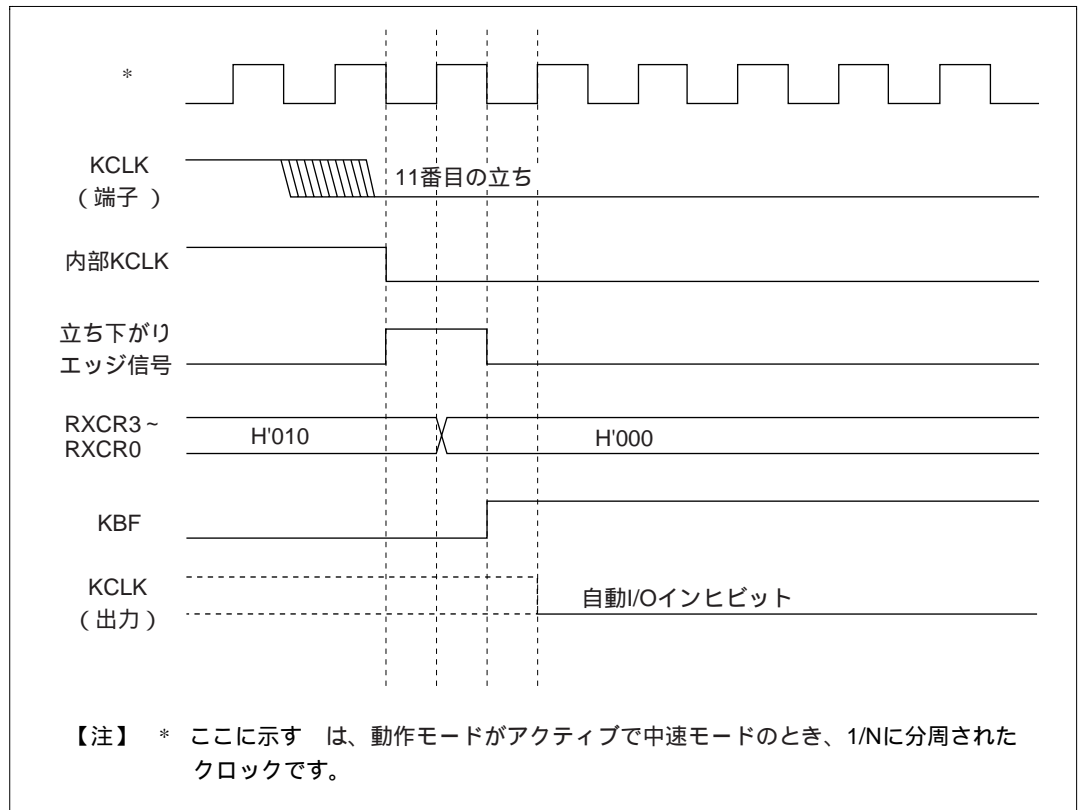 *
KCLK
(端子 )
11番目の立ち
内部KCLK
立ち下がり
エッジ信号
RXCR3~
RXCR0
H'010
H'000
KBF
KCLK
(出力)
自動I/Oインヒビット
【注】 * ここに示す は、動作モードがアクティブで中速モードのとき、1/Nに分周された
クロックです。